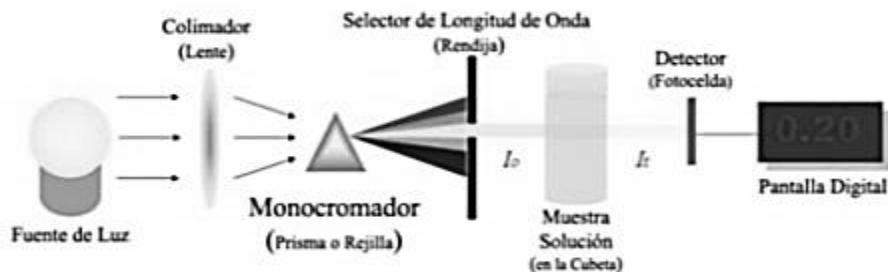 Colimador
(Lente)
Selector de Longitud de Onda
(Rendija)
Detector
(Fotocelda)
0.20
I₀
Iₜ
Fuente de Luz
Monocromador
(Prisma o Rejilla)
Muestra
Solución
(en la Cubeta)
Pantalla Digital